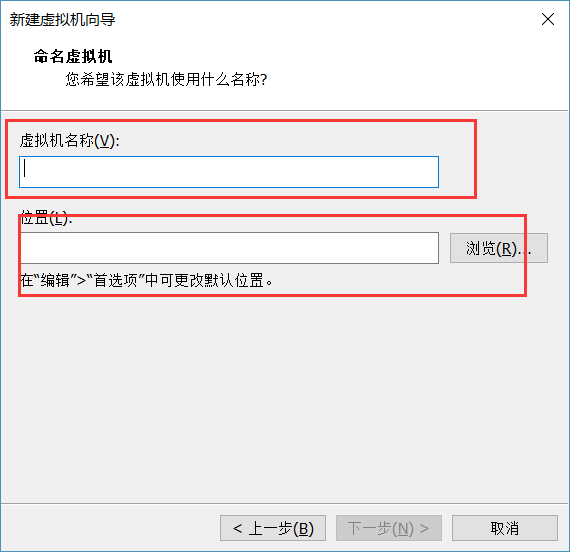 新建虚拟机向导
命名虚拟机
您希望该虚拟机使用什么名称?
虚拟机名称(V):
位置(L):
浏览(R)...
在“编辑”>“首选项”中可更改默认位置。
< 上一步(B)
下一步(N) >
取消